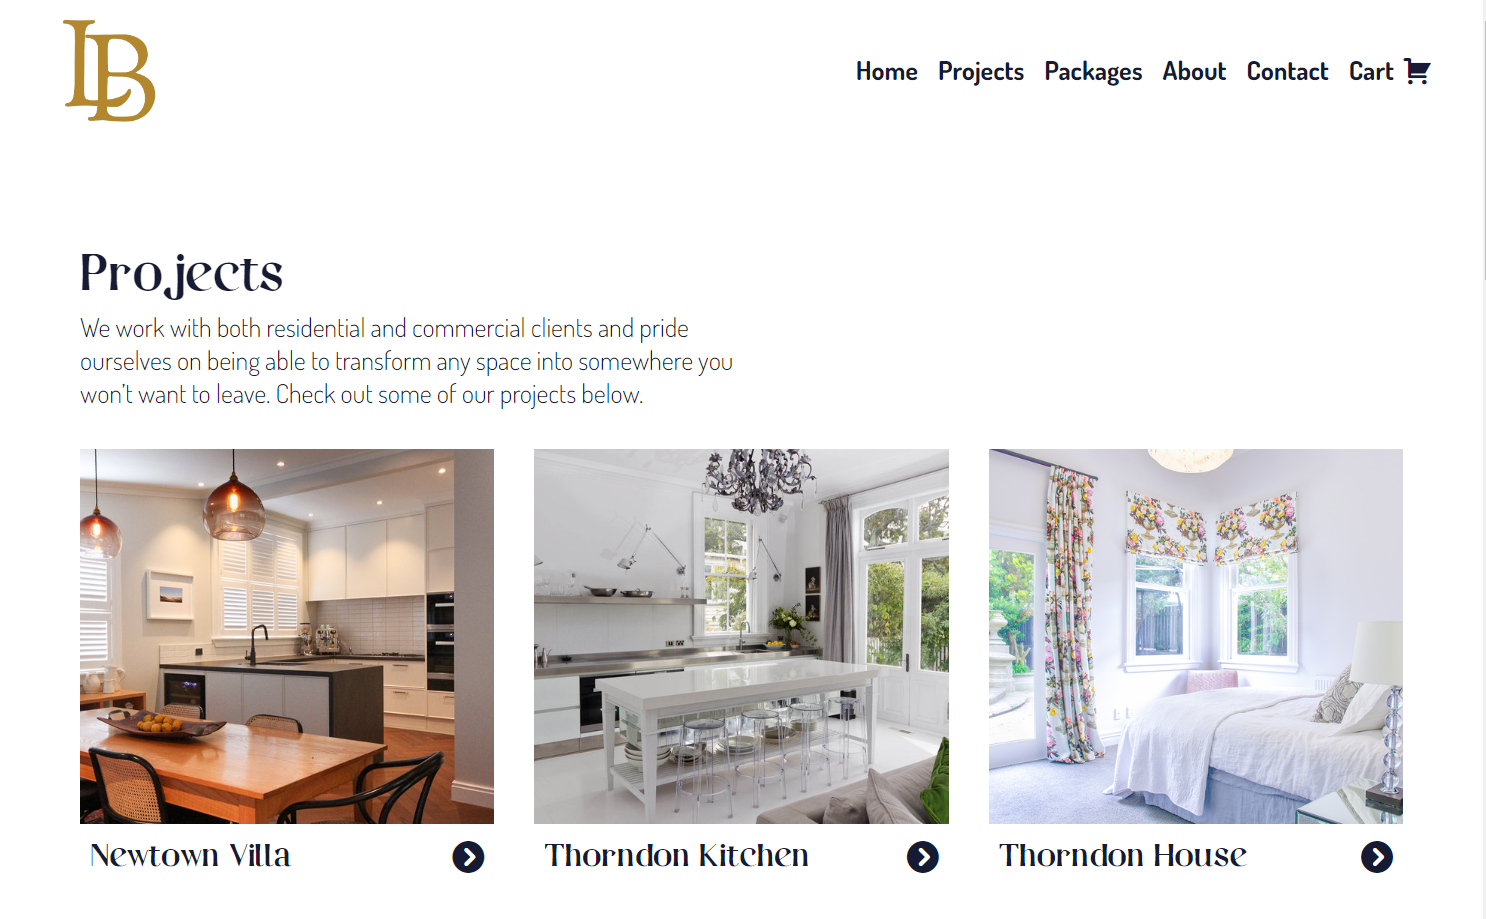 LB
Home Projects Packages About Contact Cart
Projects
We work with both residential and commercial clients and pride
ourselves on being able to transform any space into somewhere you
won't want to leave. Check out some of our projects below.
Newtown Villa
Thorndon Kitchen
Thorndon House